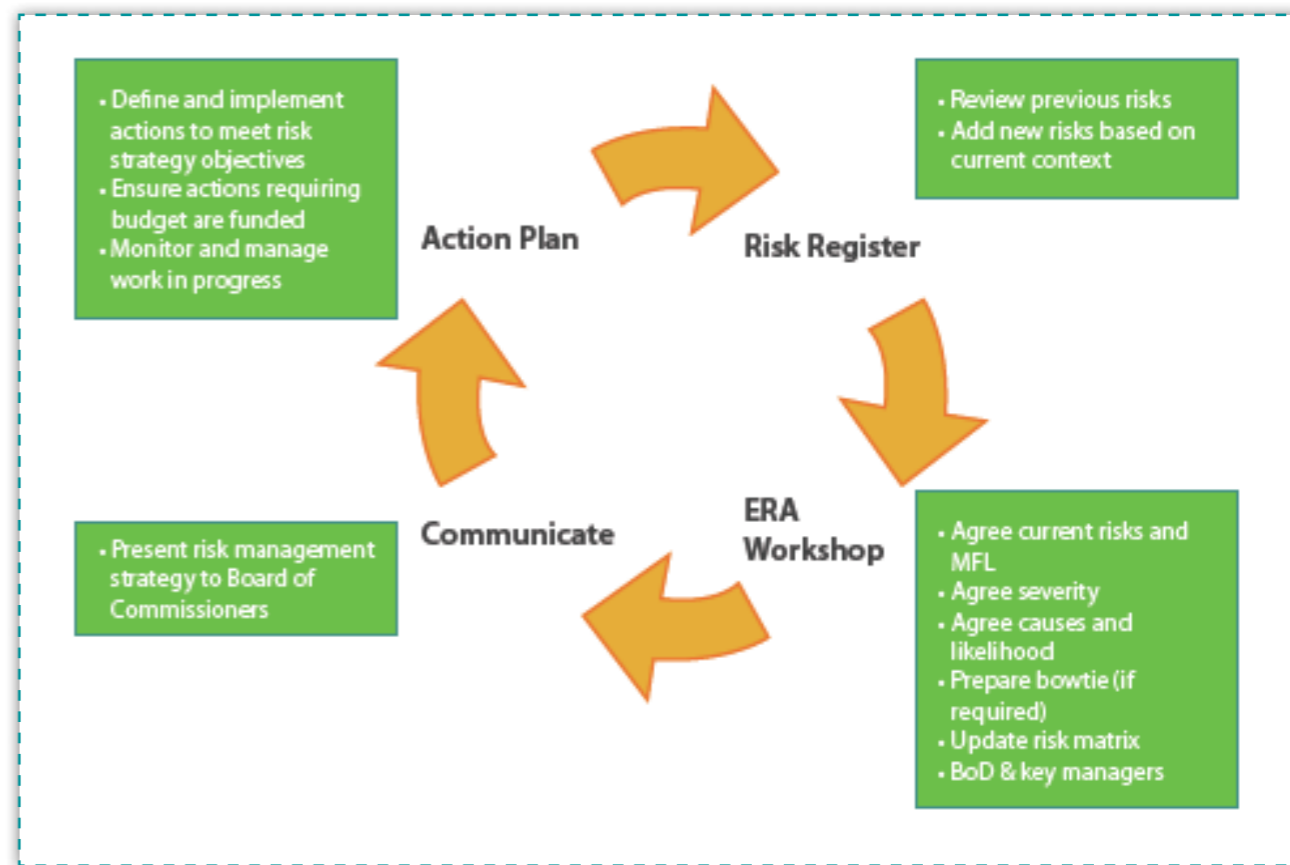 • Define and implement
actions to meet risk
strategy objectives
• Ensure actions requiring
budget are funded
• Monitor and manage
work in progress
Action Plan
Risk Register
• Review previous risks
• Add new risks based on
current context
ERA
Workshop
• Agree current risks and
MFL
• Agree severity
• Agree causes and
likelihood
• Prepare bowtie (if
required)
• Update risk matrix
• BoD & key managers
Communicate
• Present risk management
strategy to Board of
Commissioners